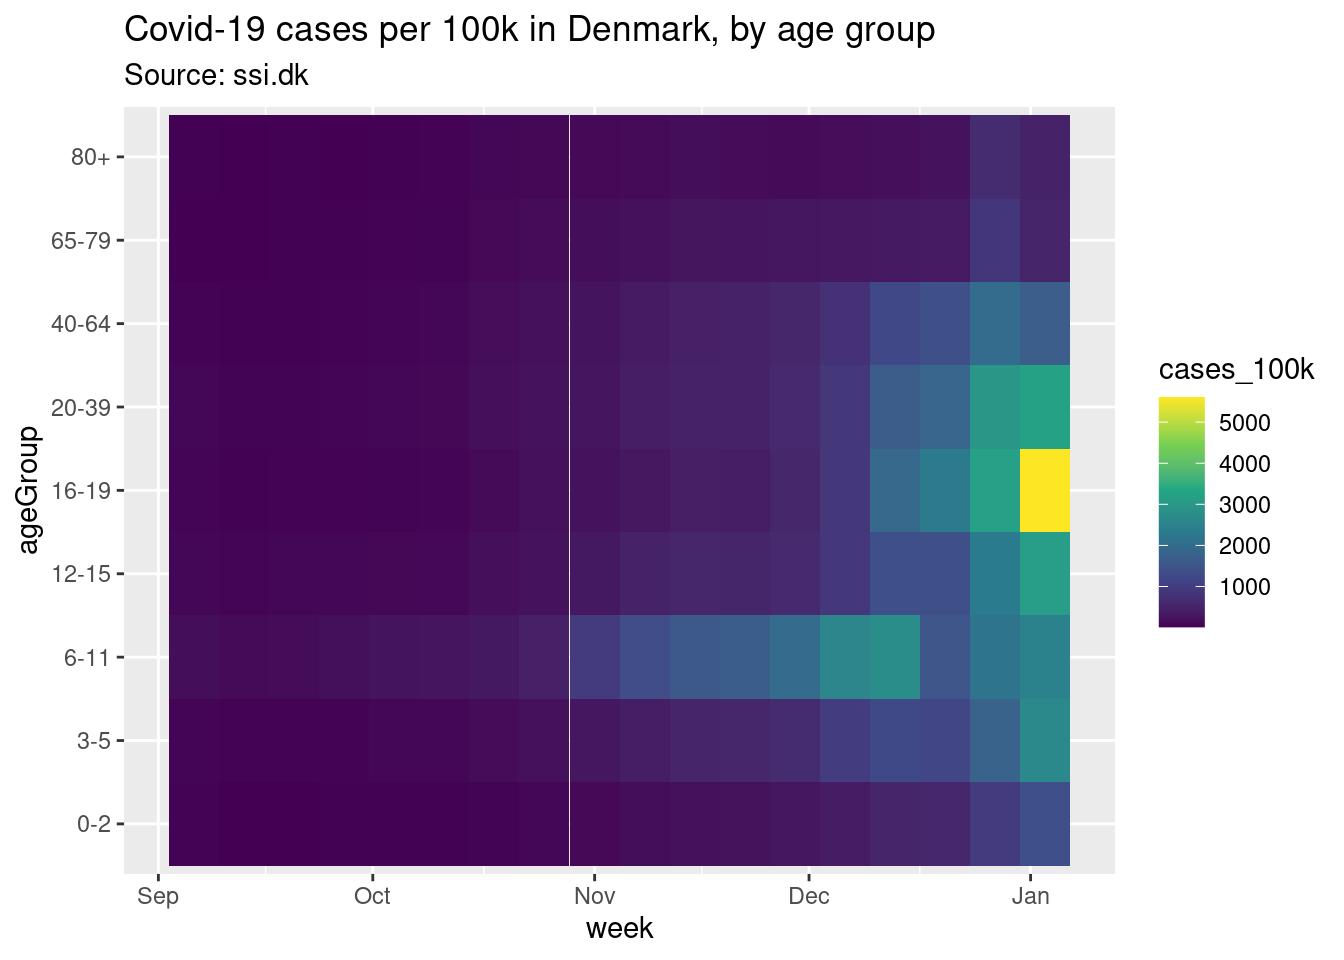 Covid-19 cases per 100k in Denmark, by age group
Source: ssi.dk
80+
65-79
40-64
20-39
16-19
12-15
6-11
3-5
0-2
ageGroup
Sep Oct Nov Dec Jan
week
cases_100k
5000
4000
3000
2000
1000